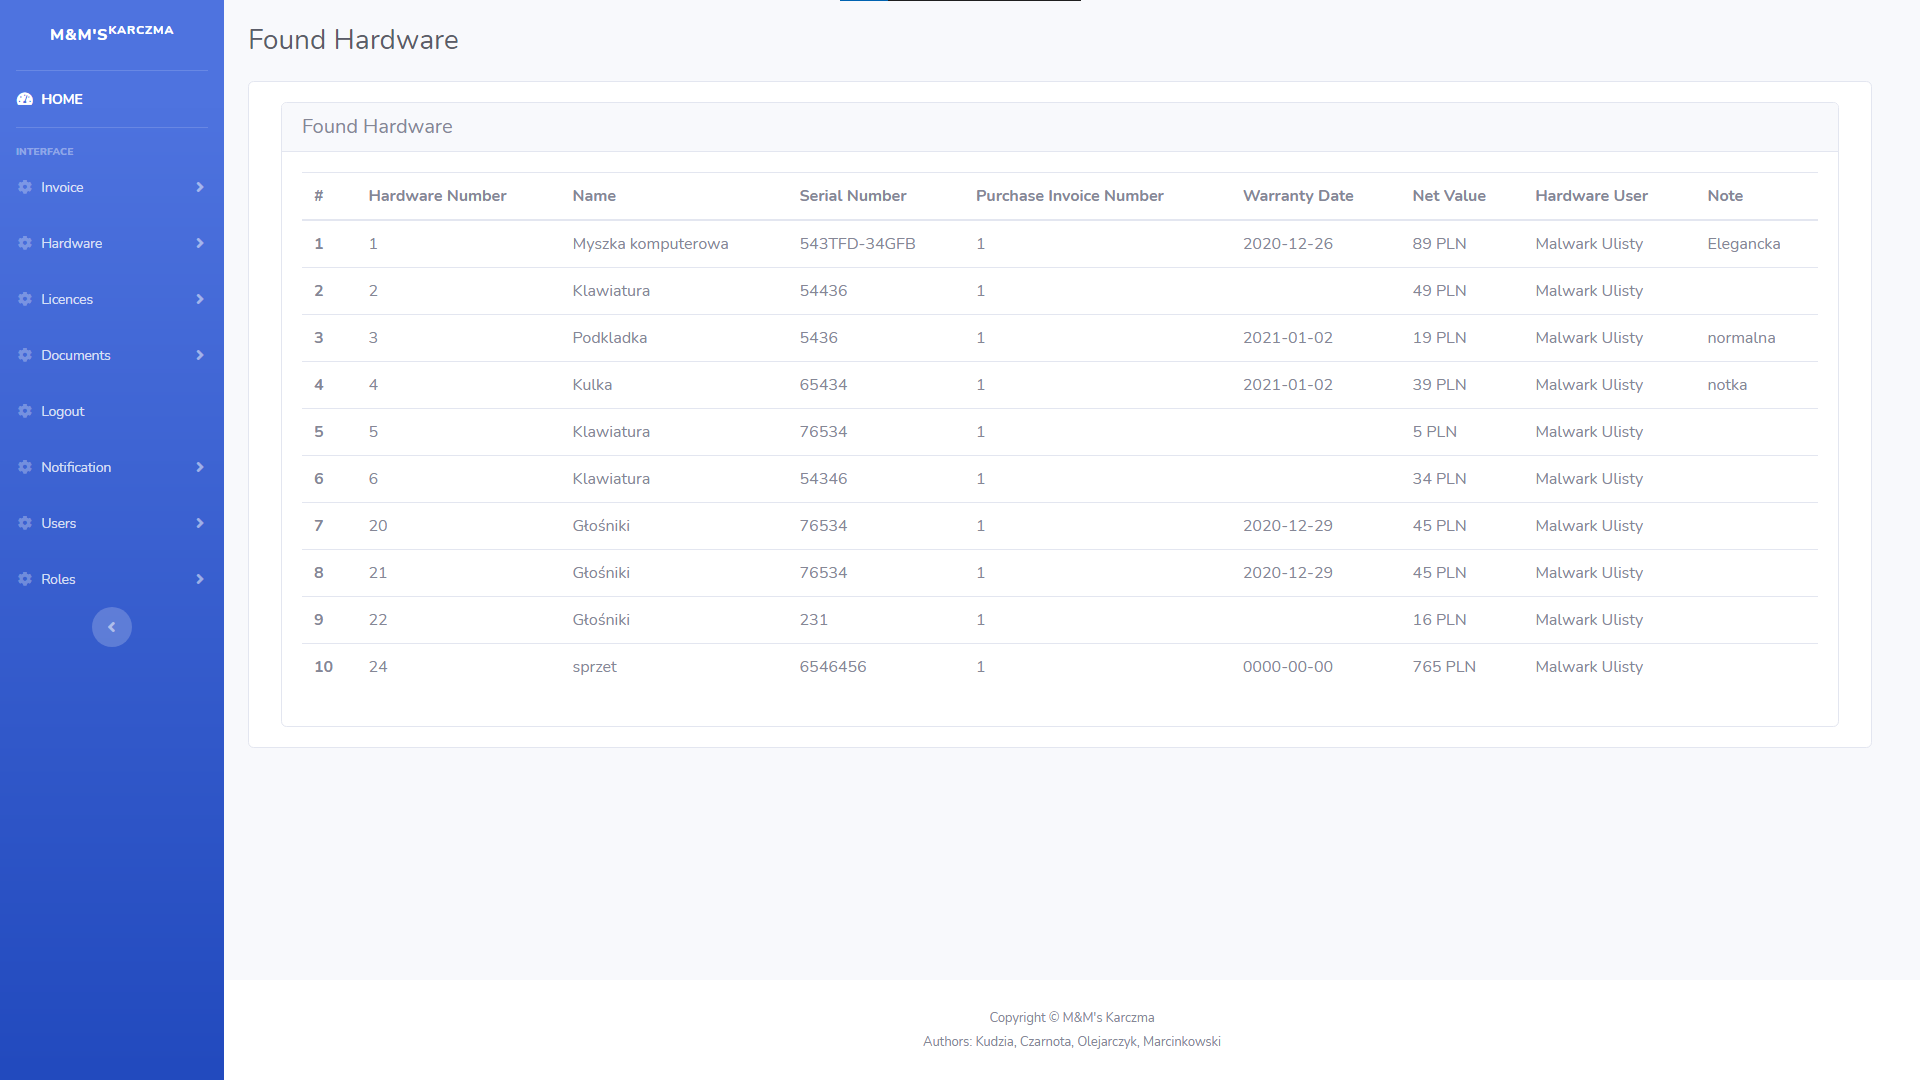 M&M'S KARCZMA
HOME
INTERFACE
Invoice
Hardware
Licences
Documents
Logout
Notification
Users
Roles
Found Hardware
Found Hardware
# Hardware Number Name Serial Number Purchase Invoice Number Warranty Date Net Value Hardware User Note
1 1 Myszka komputerowa 543TFD-34GFB 1 2020-12-26 89 PLN Malwark Ulisty Elegancka
2 2 Klawiatura 54436 1 49 PLN Malwark Ulisty
3 3 Podkladka 5436 1 2021-01-02 19 PLN Malwark Ulisty normalna
4 4 Kulka 65434 1 2021-01-02 39 PLN Malwark Ulisty notka
5 5 Klawiatura 76534 1 5 PLN Malwark Ulisty
6 6 Klawiatura 54346 1 34 PLN Malwark Ulisty
7 20 Głośniki 76534 1 2020-12-29 45 PLN Malwark Ulisty
8 21 Głośniki 76534 1 2020-12-29 45 PLN Malwark Ulisty
9 22 Głośniki 231 1 16 PLN Malwark Ulisty
10 24 sprzet 6546456 1 0000-00-00 765 PLN Malwark Ulisty
Copyright © M&M's Karczma
Authors: Kudzia, Czarnota, Olejarczyk, Marcinkowski